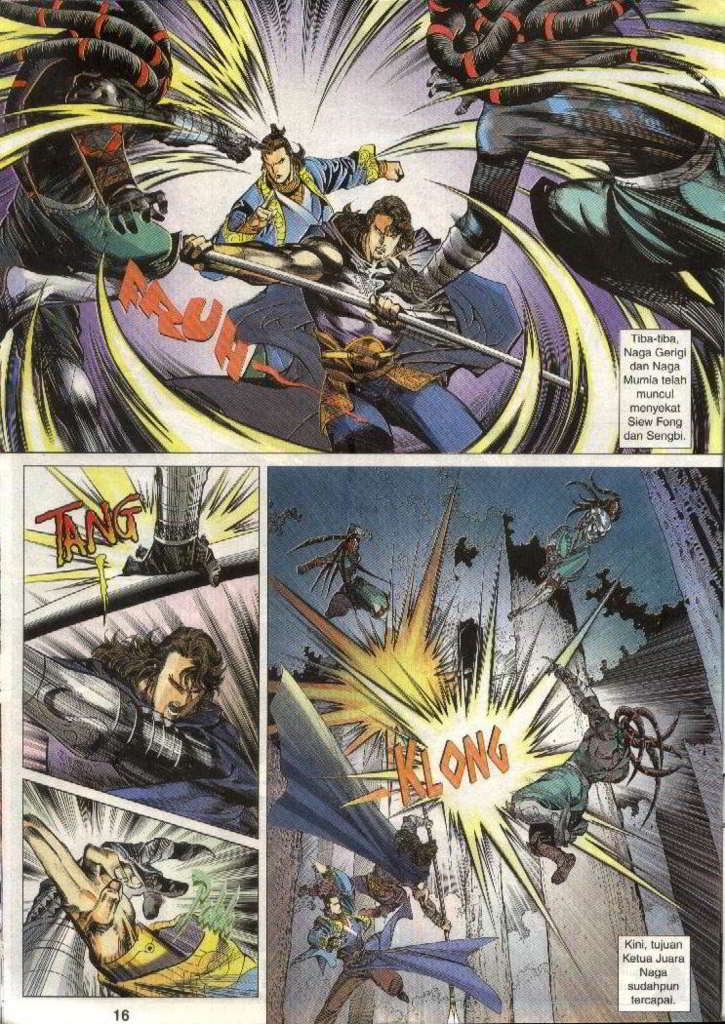 FRUH
Tiba-tiba,
Naga Gerigi
dan Naga
Mumia telah
muncul
menyekat
Siew Fong
dan Sengbi.
TANG
KLONG
Kini, tujuan
Ketua Juara
Naga
sudahpun
tercapai.
16